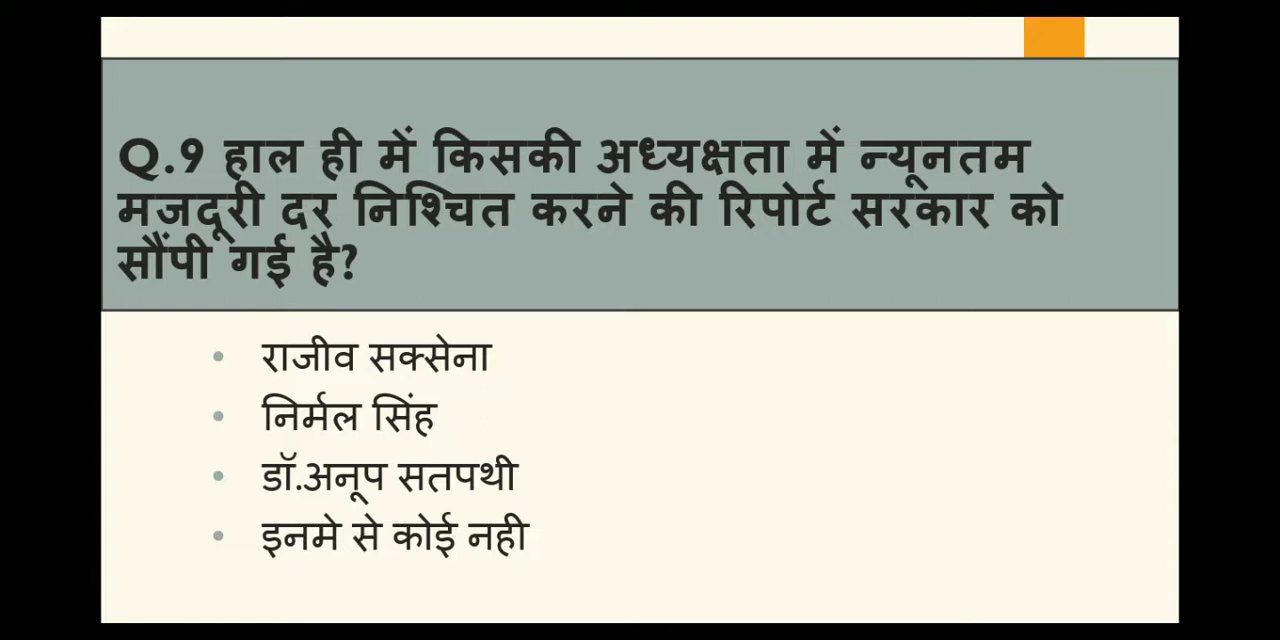 Q.9 हाल ही में किसकी अध्यक्षता में न्यूनतम
मजदूरी दर निश्चित करने की रिपोर्ट सरकार को
सौंपी गई है?
• राजीव सक्सेना
• निर्मल सिंह
• डॉ.अनूप सतपथी
• इनमे से कोई नही